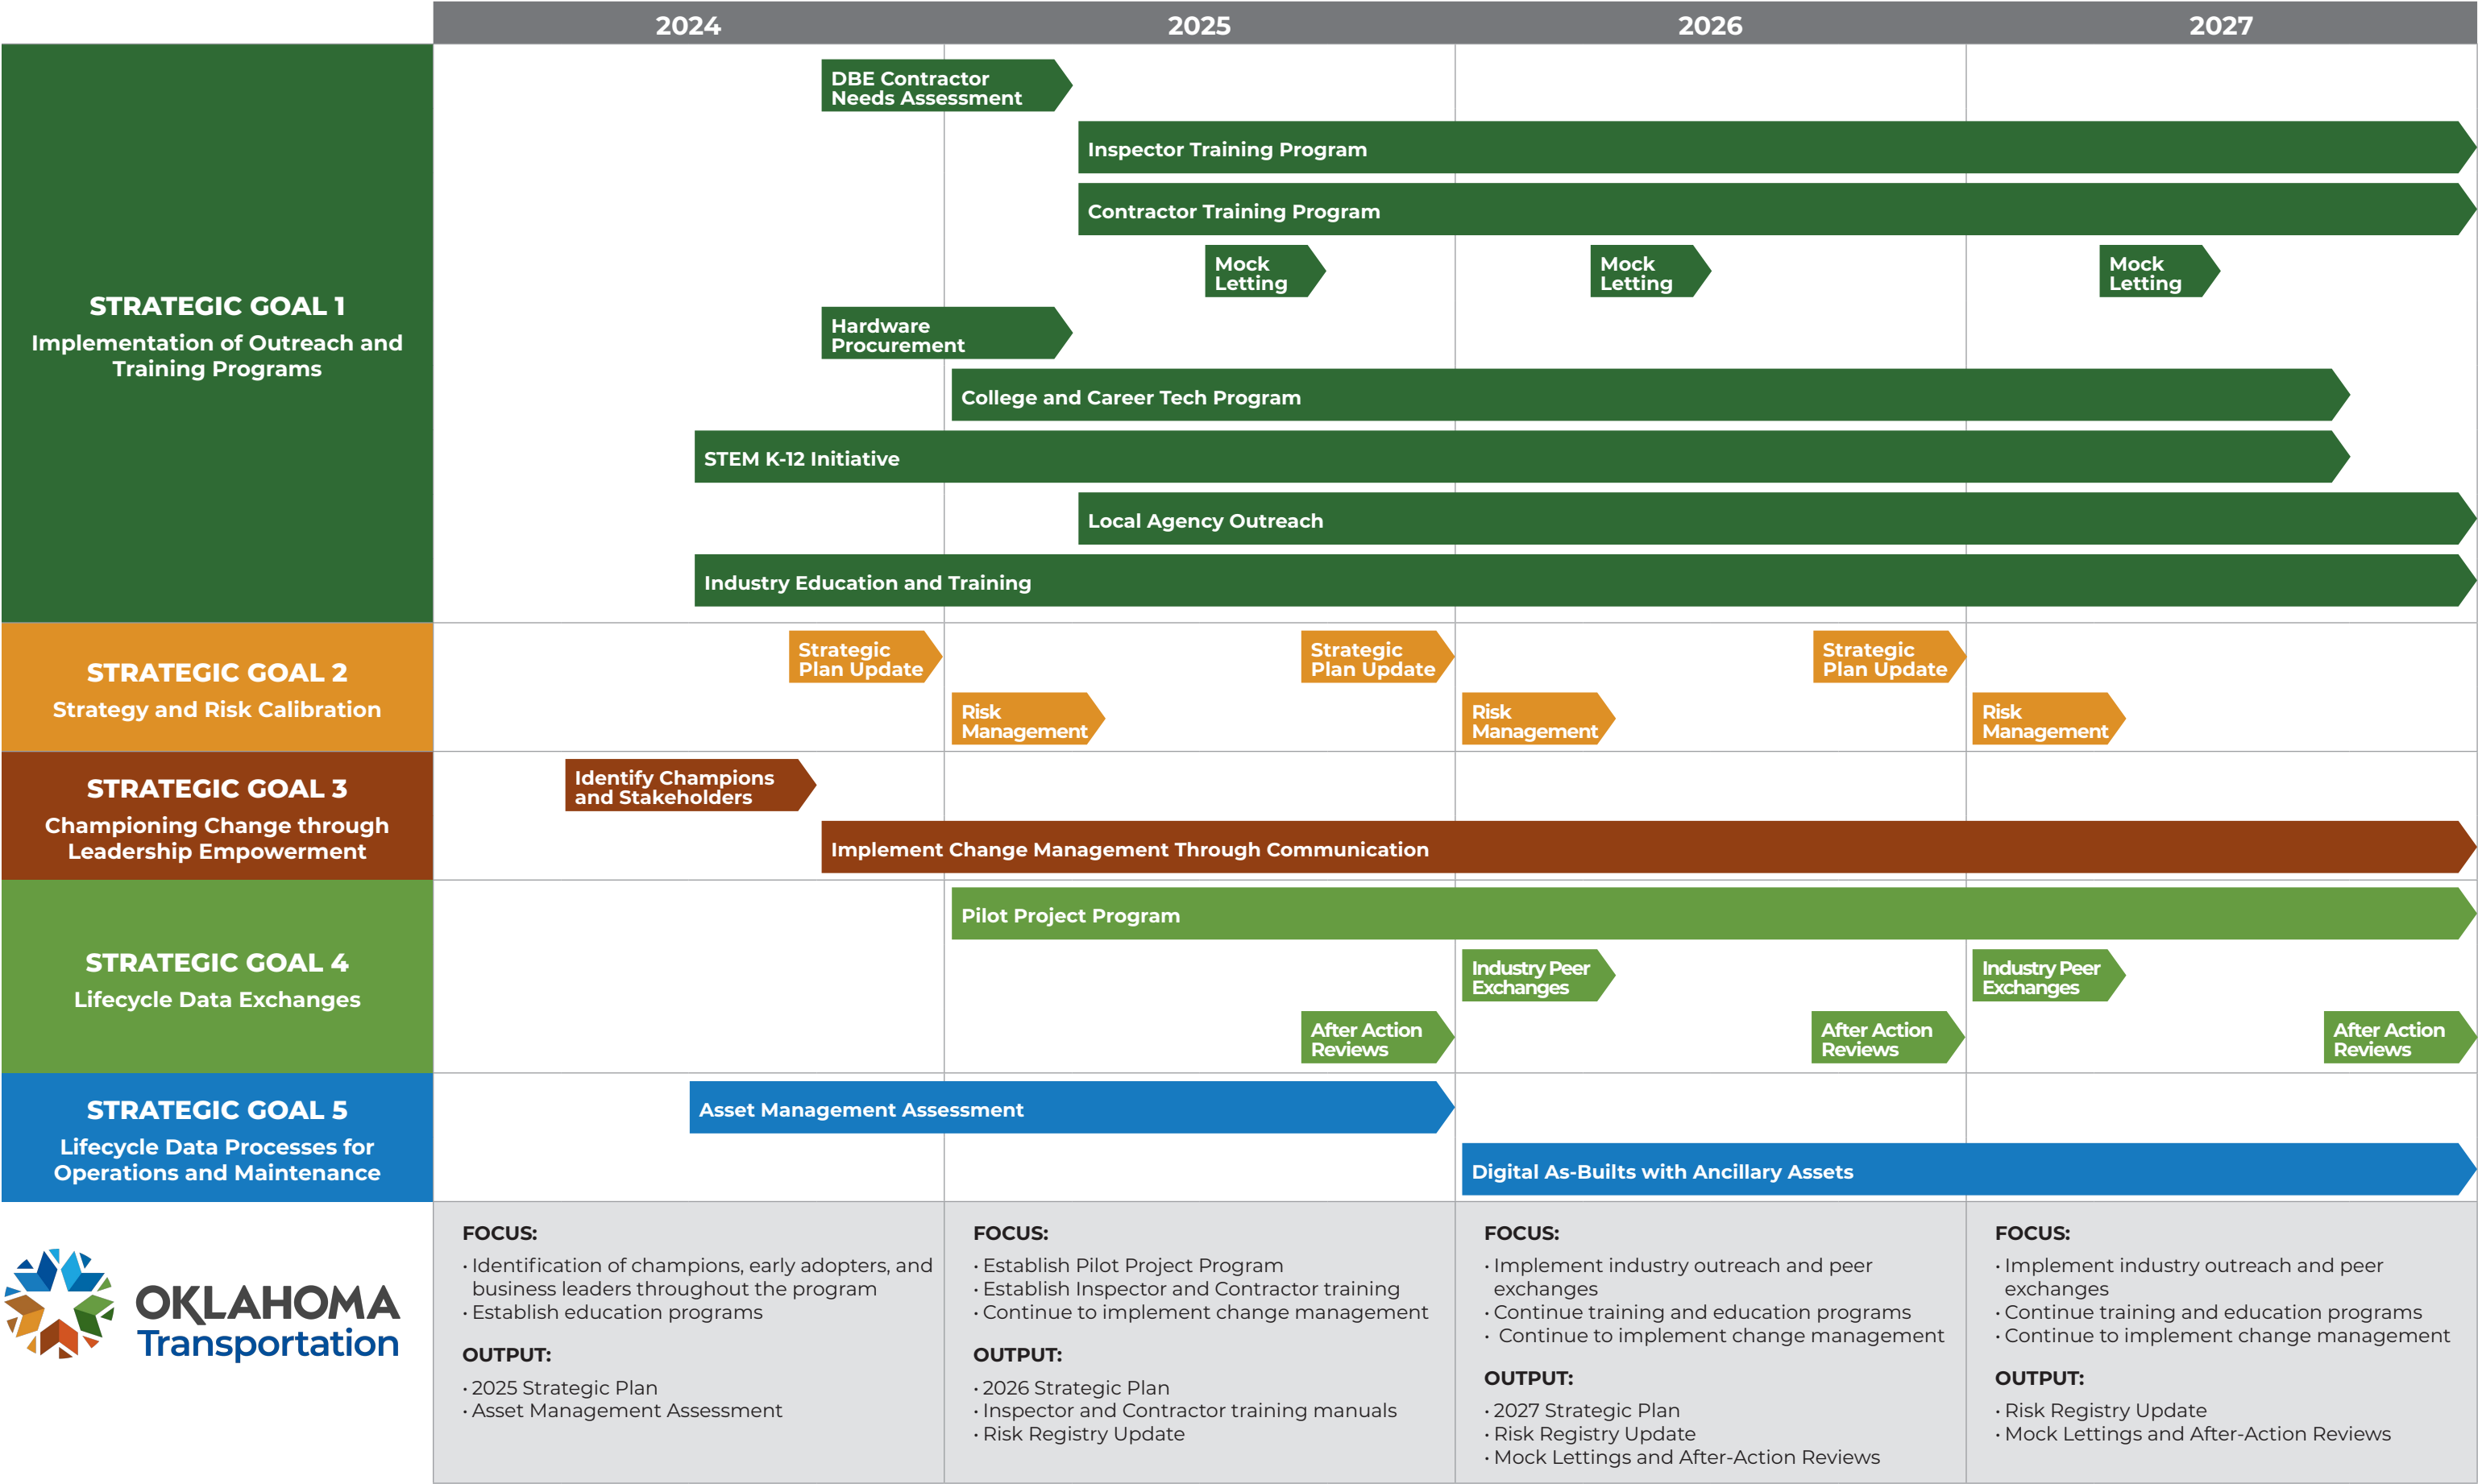 2024
2025
2026
2027
STRATEGIC GOAL 1
Implementation of Outreach and
Training Programs
DBE Contractor
Needs Assessment
Inspector Training Program
Contractor Training Program
Mock
Letting
Mock
Letting
Mock
Letting
Hardware
Procurement
College and Career Tech Program
STEM K-12 Initiative
Local Agency Outreach
Industry Education and Training
STRATEGIC GOAL 2
Strategy and Risk Calibration
Strategic
Plan Update
Strategic
Plan Update
Strategic
Plan Update
Risk
Management
Risk
Management
Risk
Management
STRATEGIC GOAL 3
Championing Change through
Leadership Empowerment
Identify Champions
and Stakeholders
Implement Change Management Through Communication
STRATEGIC GOAL 4
Lifecycle Data Exchanges
Pilot Project Program
Industry Peer
Exchanges
Industry Peer
Exchanges
After Action
Reviews
After Action
Reviews
After Action
Reviews
STRATEGIC GOAL 5
Lifecycle Data Processes for
Operations and Maintenance
Asset Management Assessment
Digital As-Builts with Ancillary Assets
OKLAHOMA
Transportation
FOCUS:
· Identification of champions, early adopters, and
business leaders throughout the program
· Establish education programs
OUTPUT:
· 2025 Strategic Plan
· Asset Management Assessment
FOCUS:
· Establish Pilot Project Program
· Establish Inspector and Contractor training
· Continue to implement change management
OUTPUT:
· 2026 Strategic Plan
· Inspector and Contractor training manuals
· Risk Registry Update
FOCUS:
· Implement industry outreach and peer
exchanges
· Continue training and education programs
· Continue to implement change management
OUTPUT:
· 2027 Strategic Plan
· Risk Registry Update
· Mock Lettings and After-Action Reviews
FOCUS:
· Implement industry outreach and peer
exchanges
· Continue training and education programs
· Continue to implement change management
OUTPUT:
· Risk Registry Update
· Mock Lettings and After-Action Reviews